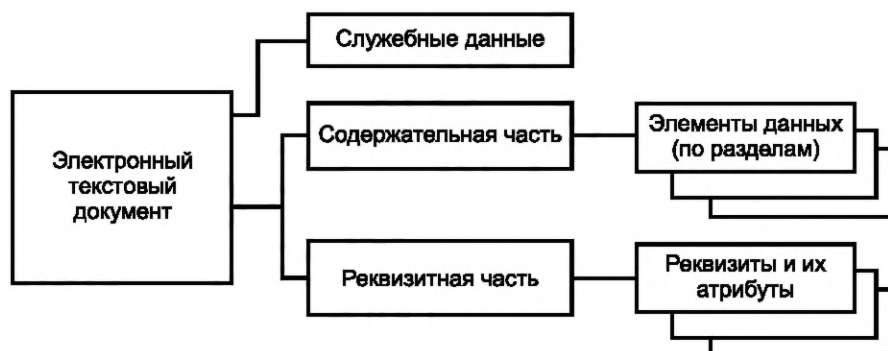 Служебные данные
Электронный
текстовый
документ
Содержательная часть
Элементы данных
(по разделам)
Реквизитная часть
Реквизиты и их
атрибуты